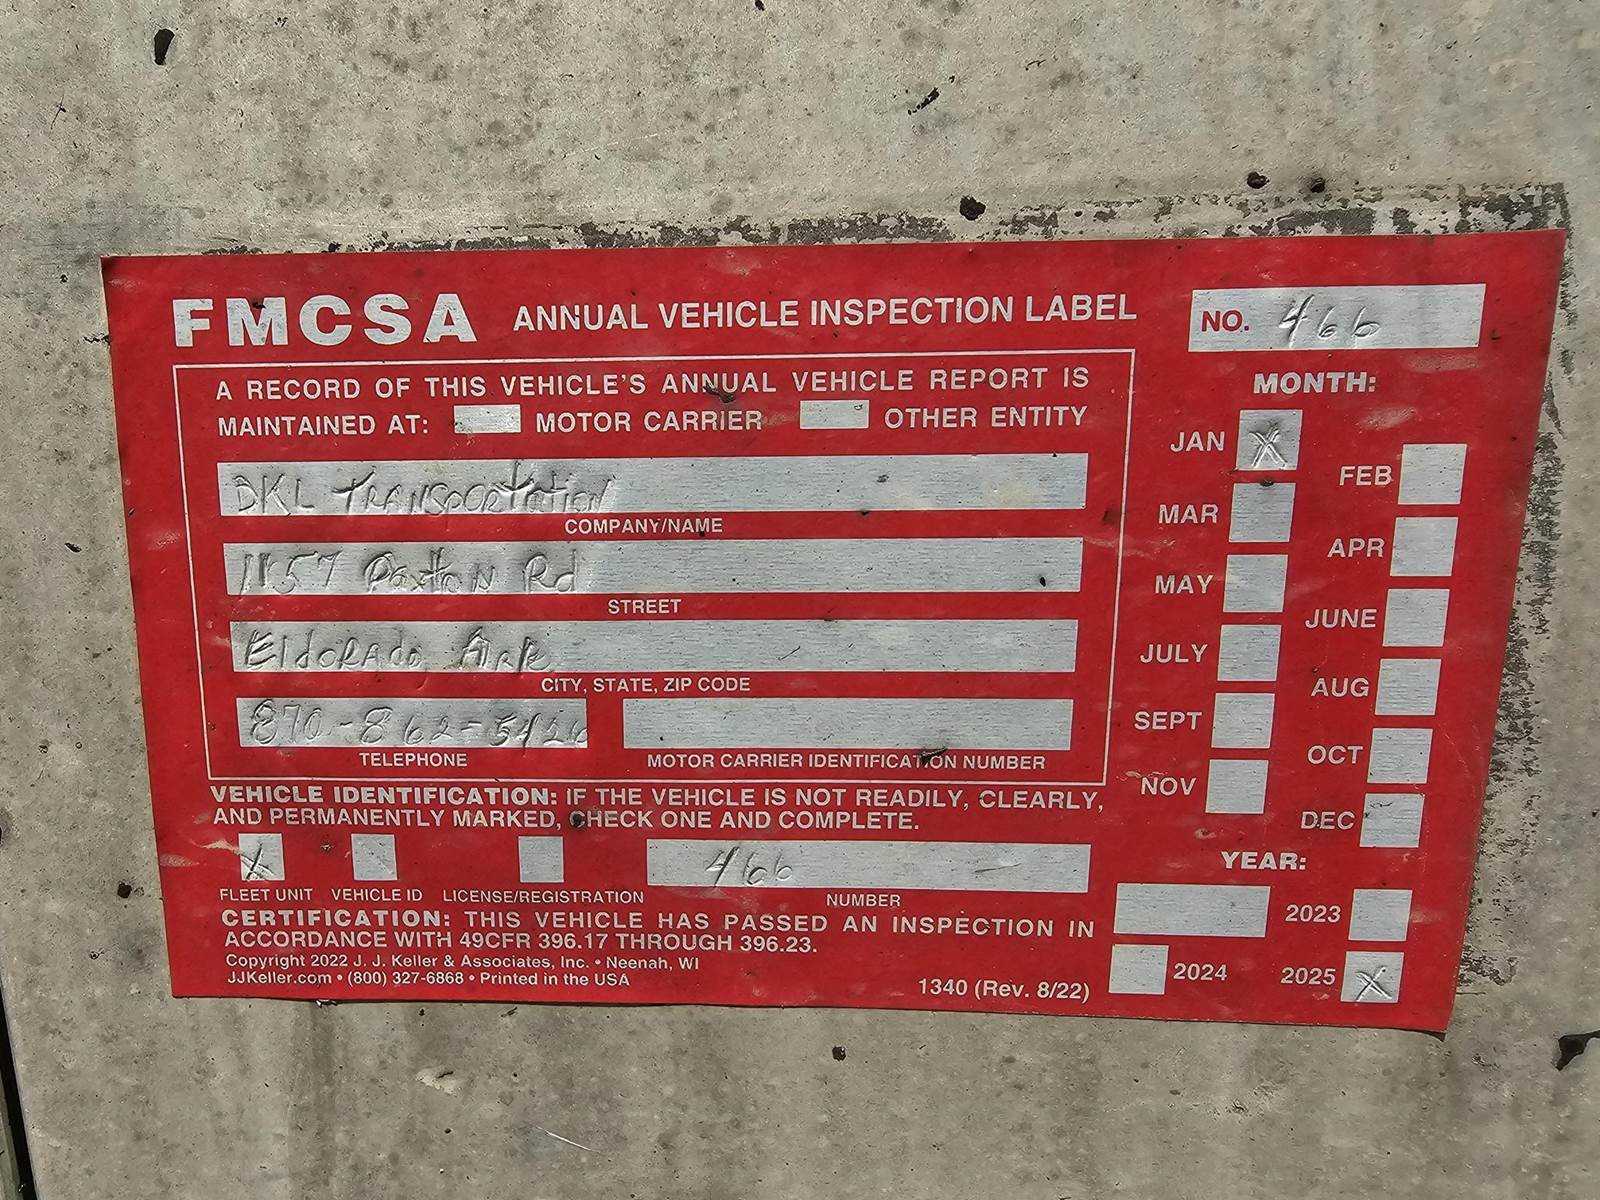 FMCSA ANNUAL VEHICLE INSPECTION LABEL
NO. 466
A RECORD OF THIS VEHICLE'S ANNUAL VEHICLE REPORT IS
MAINTAINED AT: MOTOR CARRIER OTHER ENTITY
DKL TRANSPORTATION
COMPANY/NAME
1157 Paxton Rd
STREET
ElDORADO, Ark
CITY, STATE, ZIP CODE
870-862-5426
TELEPHONE
MOTOR CARRIER IDENTIFICATION NUMBER
VEHICLE IDENTIFICATION: IF THE VEHICLE IS NOT READILY, CLEARLY,
AND PERMANENTLY MARKED, CHECK ONE AND COMPLETE.
X
466
FLEET UNIT VEHICLE ID LICENSE/REGISTRATION NUMBER
CERTIFICATION: THIS VEHICLE HAS PASSED AN INSPECTION IN
ACCORDANCE WITH 49CFR 396.17 THROUGH 396.23.
Copyright 2022 J. J. Keller & Associates, Inc. • Neenah, WI
JJKeller.com • (800) 327-6868 • Printed in the USA
1340 (Rev. 8/22)
MONTH:
JAN X
FEB
MAR
APR
MAY
JUNE
JULY
AUG
SEPT
OCT
NOV
DEC
YEAR:
2023
2024
2025 X